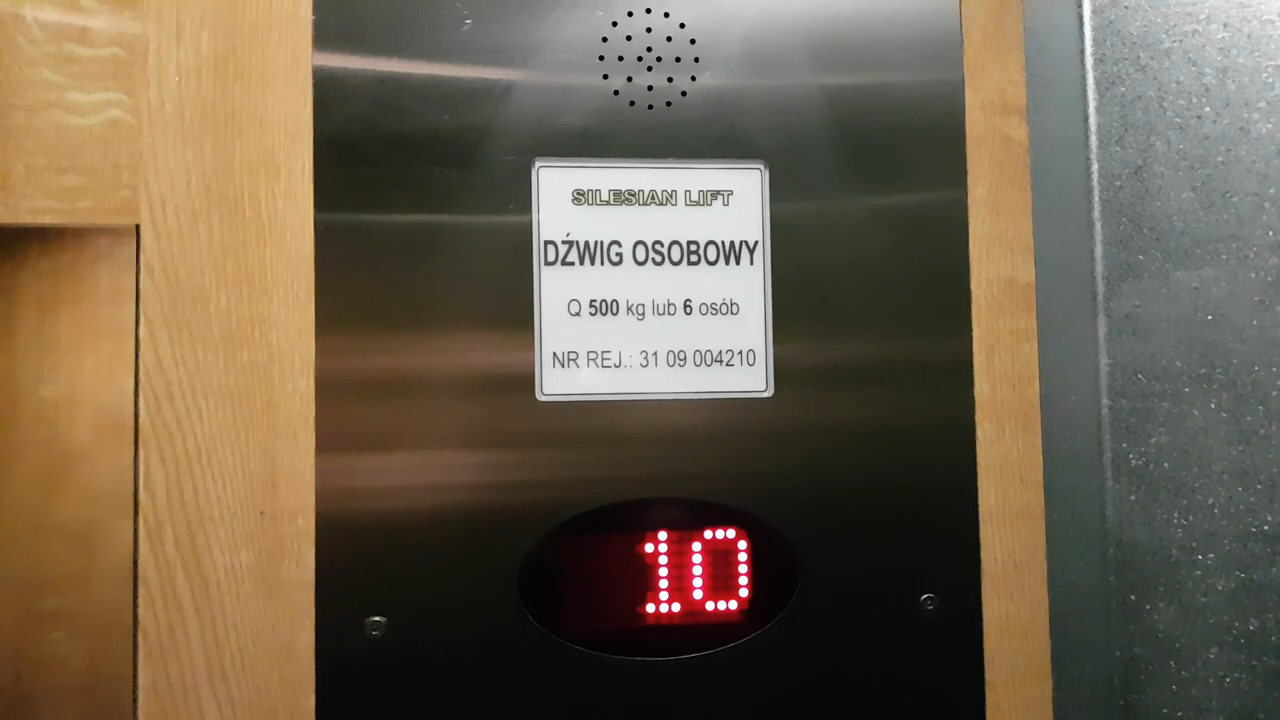 SILESIAN LIFT
DŹWIG OSOBOWY
Q 500 kg lub 6 osób
NR REJ.: 31 09 004210
10